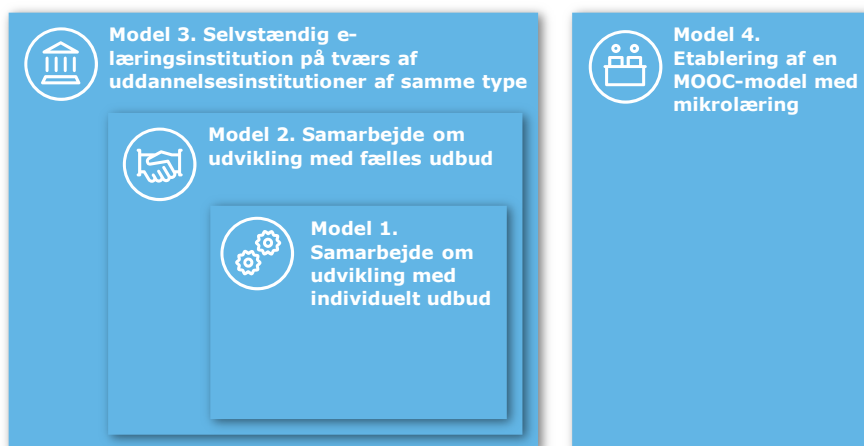 Model 3. Selvstændig e-
læringsinstitution på tværs af
uddannelsesinstitutioner af samme type
Model 2. Samarbejde om
udvikling med fælles udbud
Model 1.
Samarbejde om
udvikling med
individuelt udbud
Model 4.
Etablering af en
MOOC-model med
mikrolæring